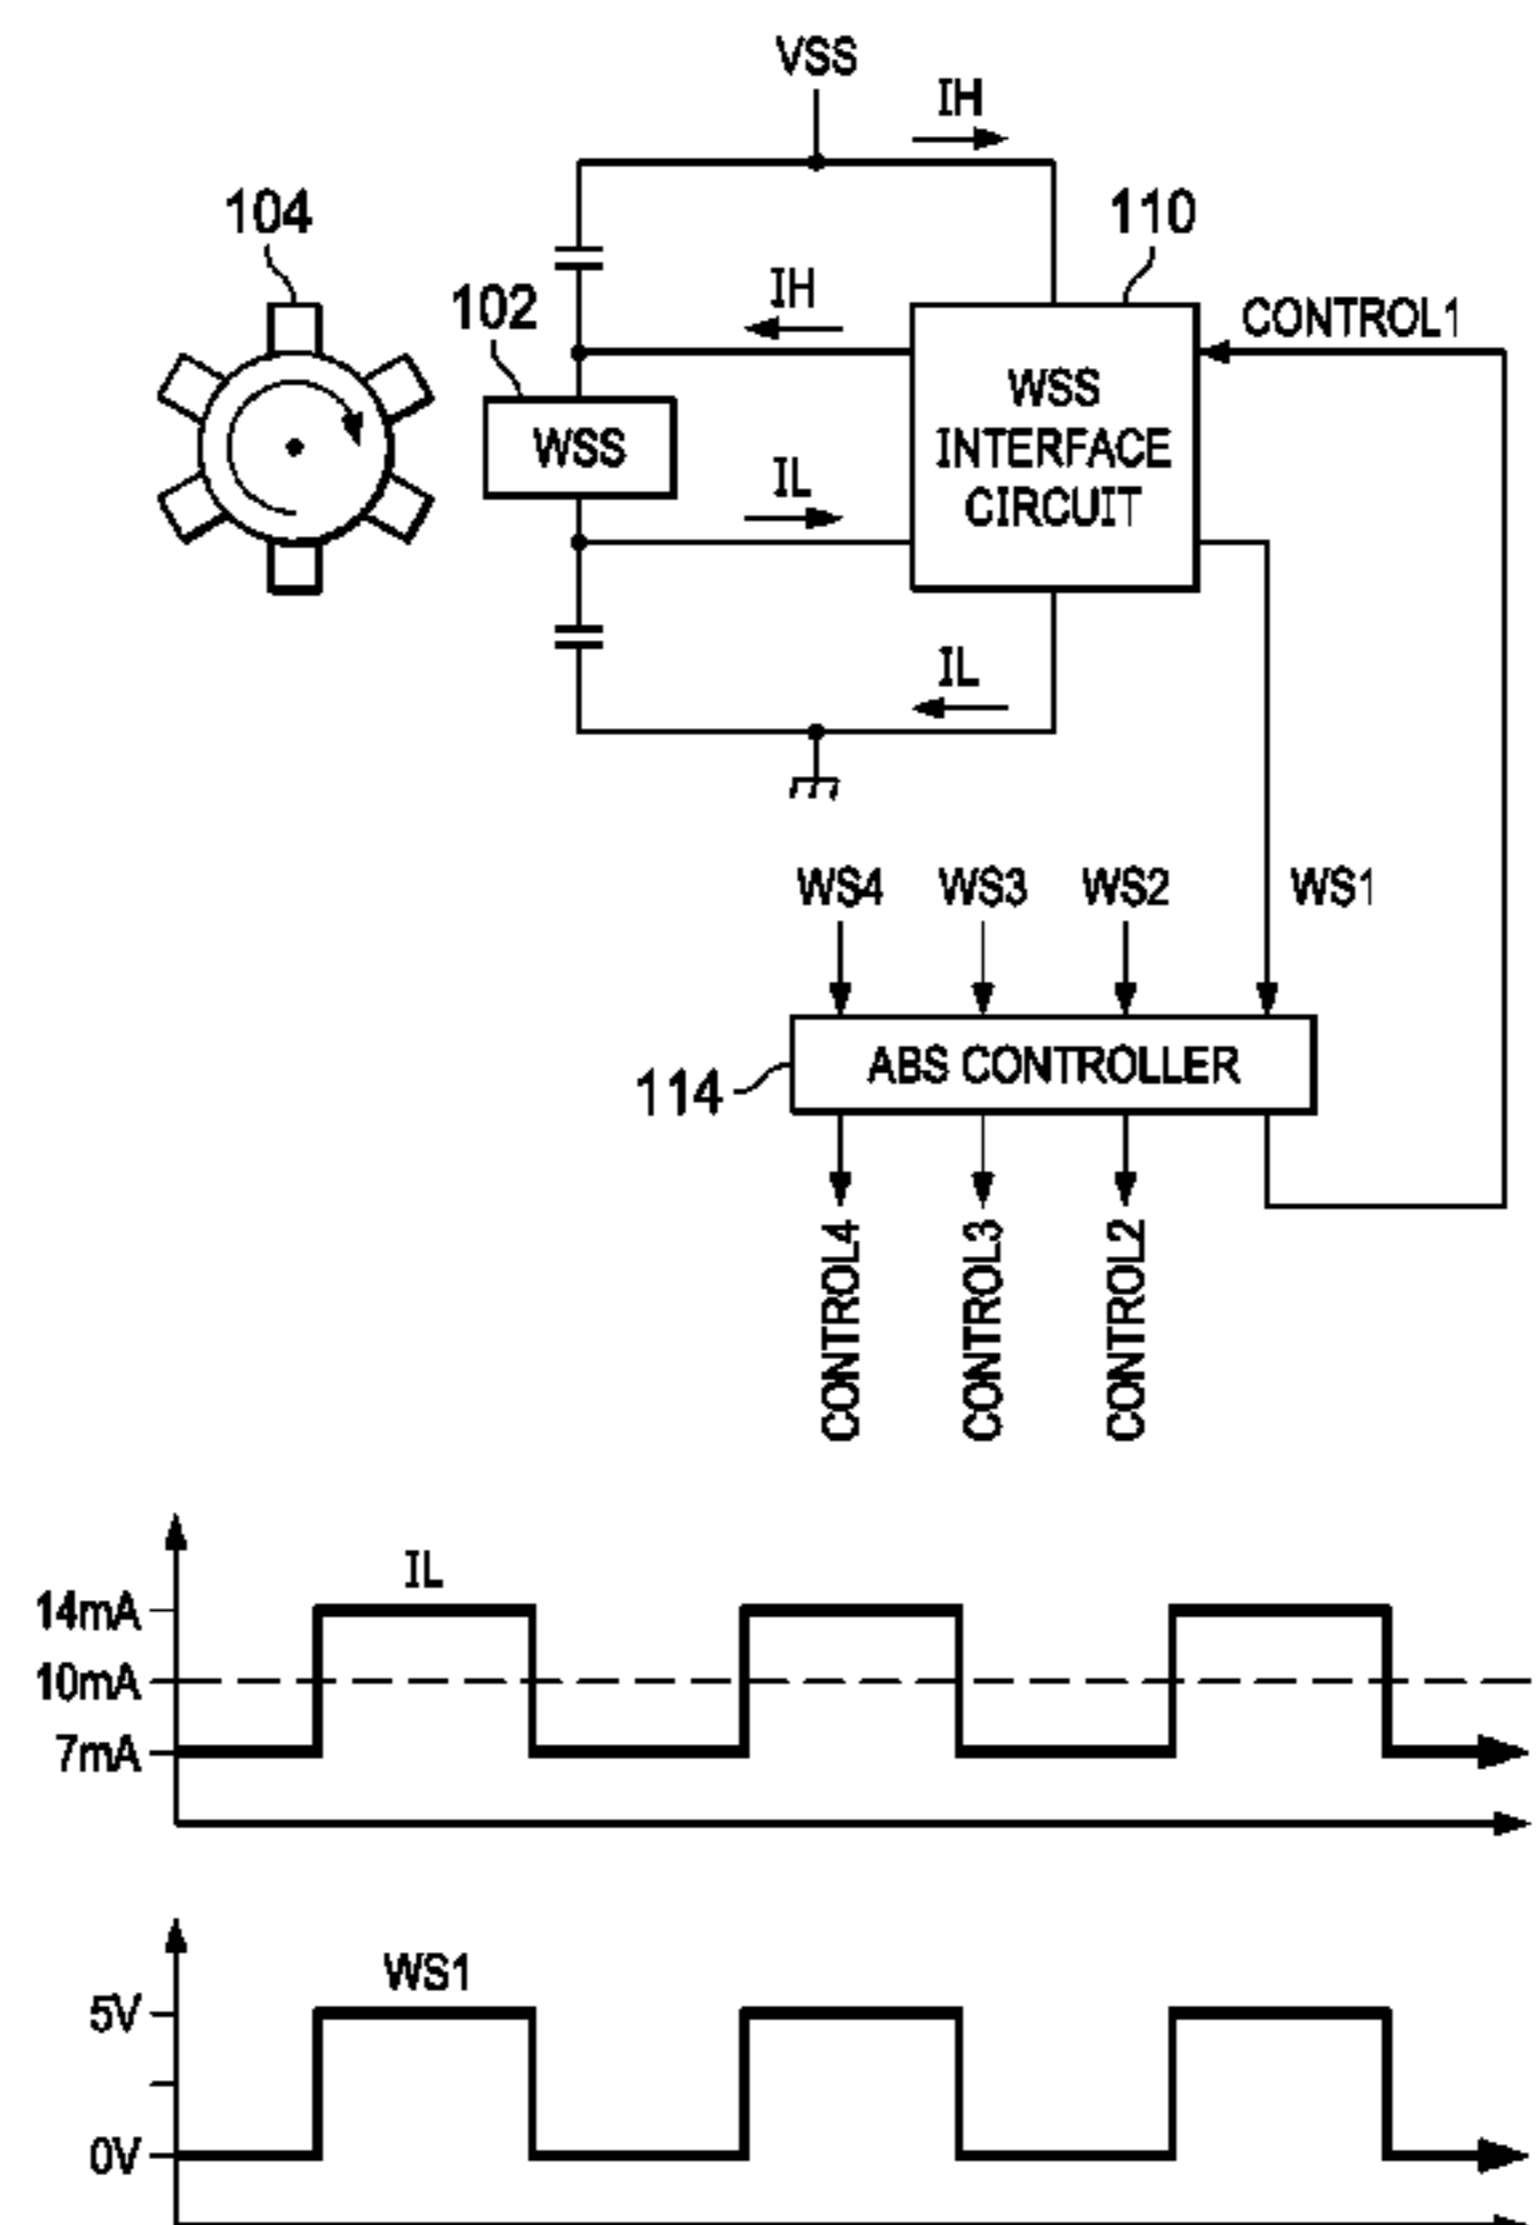 VSS
IH
104
110
IH
102
CONTROL1
WSS
WSS
INTERFACE
CIRCUIT
IL
IL
WS4 WS3 WS2 WS1
ABS CONTROLLER
114
CONTROL4
CONTROL3
CONTROL2
IL
14mA
10mA
7mA
WS1
5V
0V